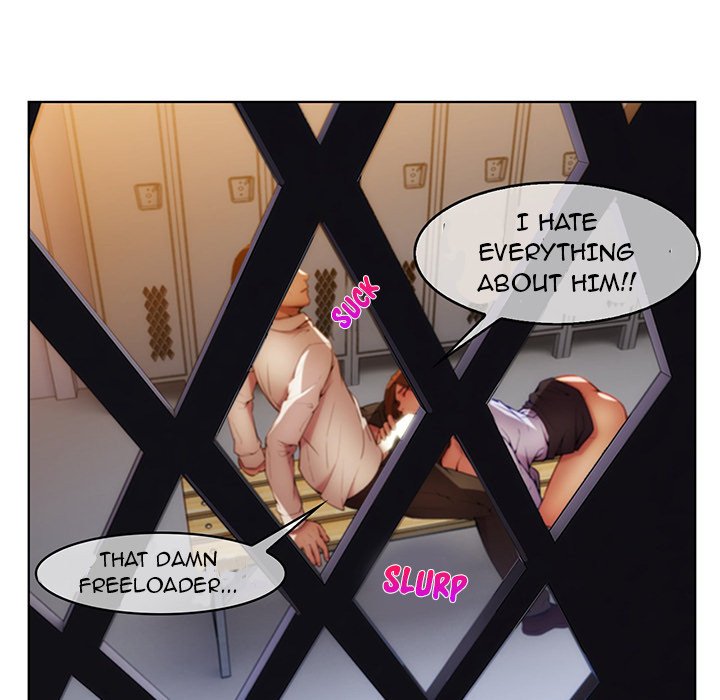 I HATE
EVERYTHING
ABOUT HIM!!
SUCK
THAT DAMN
FREELOADER...
SLURP